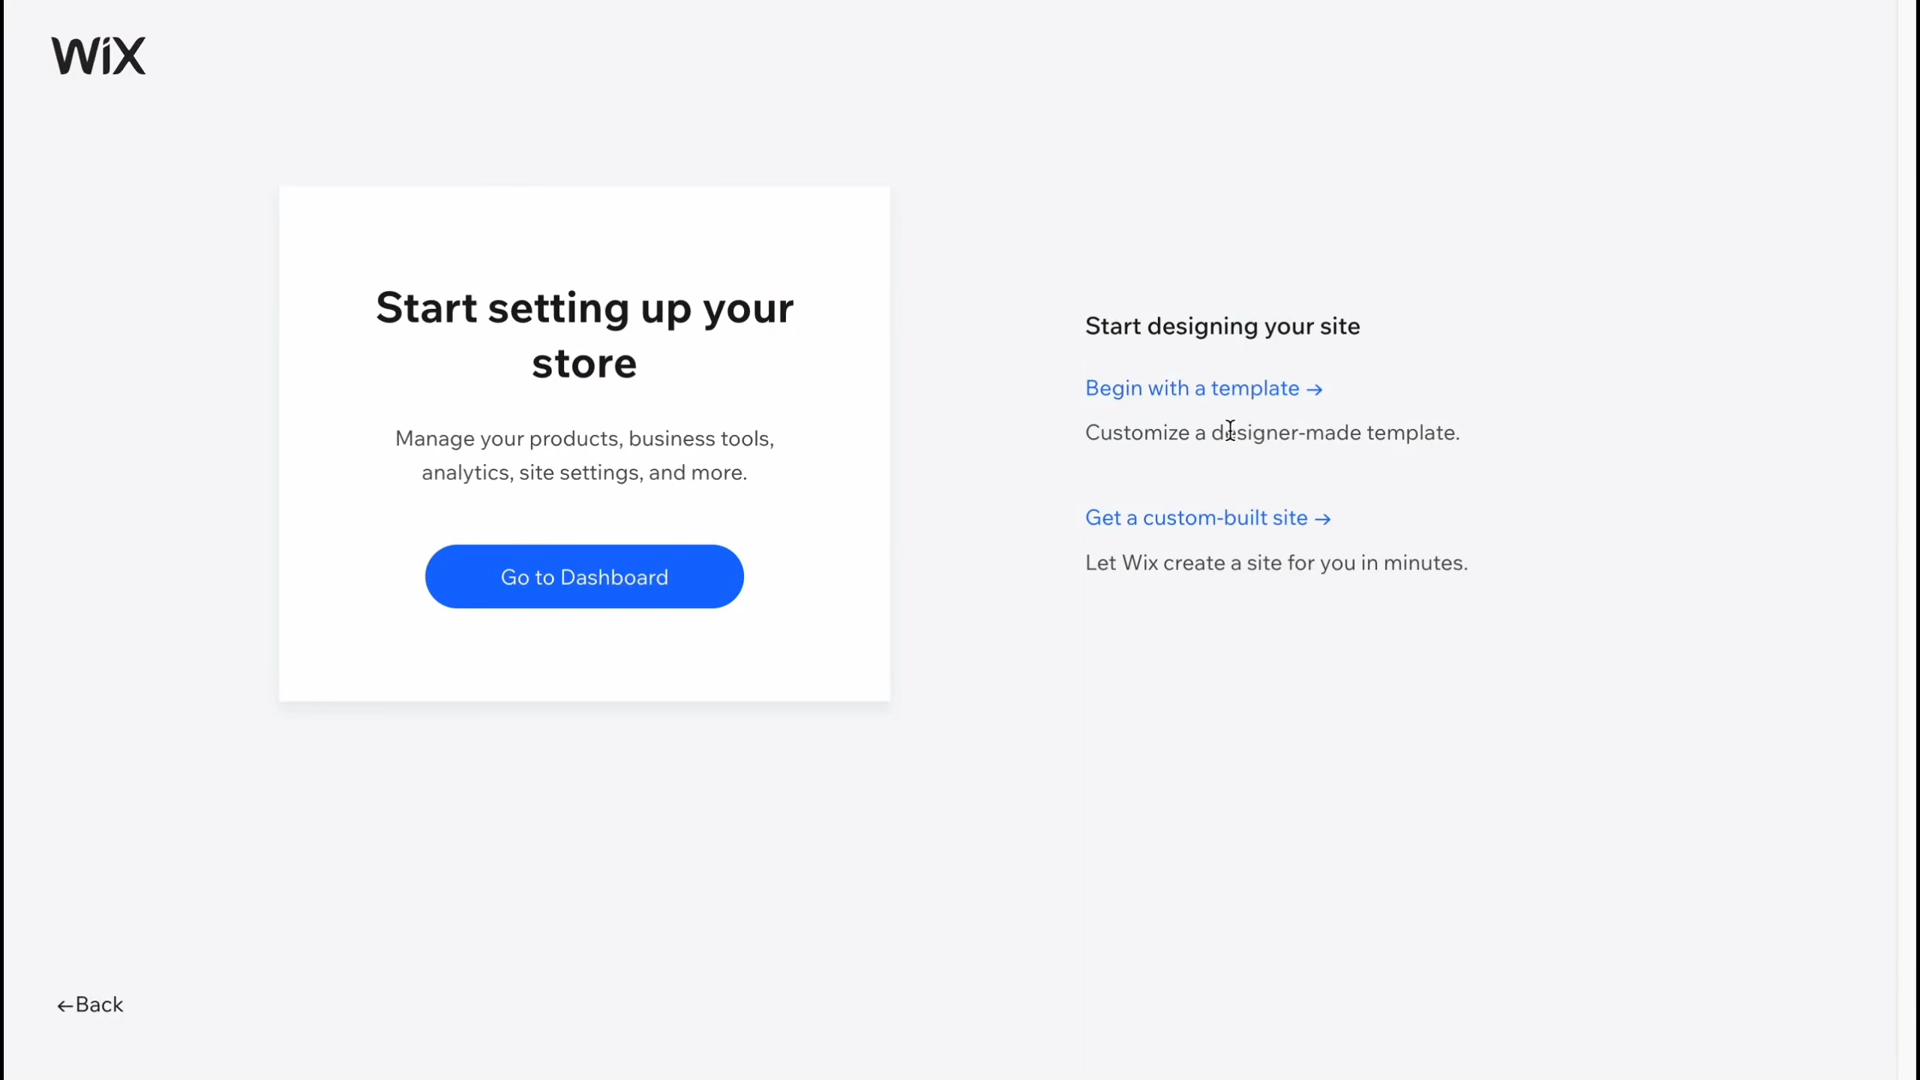 WiX
Start setting up your
store
Manage your products, business tools,
analytics, site settings, and more.
Go to Dashboard
Start designing your site
Begin with a template →
Customize a designer-made template.
Get a custom-built site →
Let Wix create a site for you in minutes.
←Back